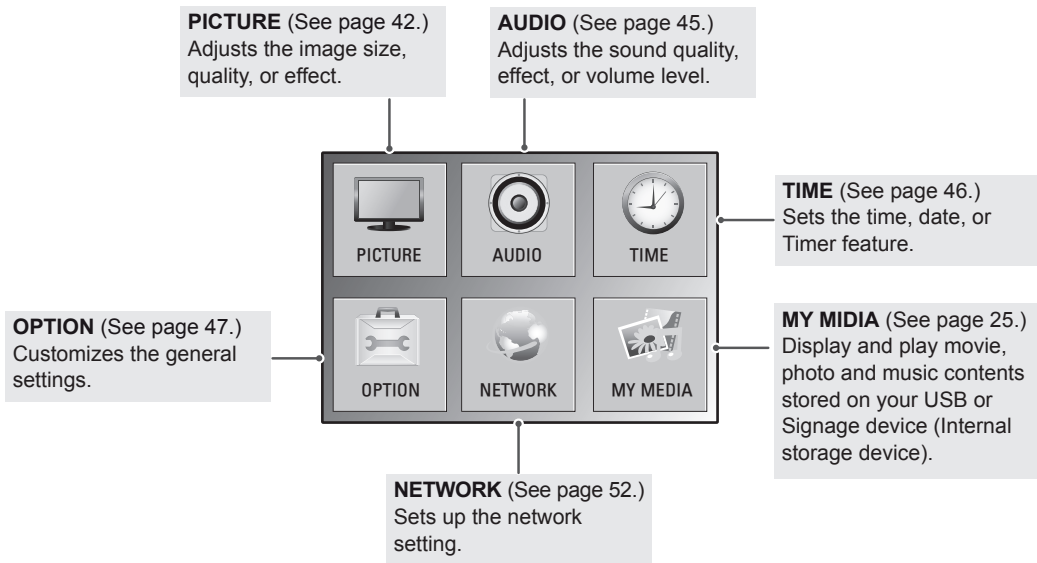 PICTURE (See page 42.)
Adjusts the image size,
quality, or effect.
AUDIO (See page 45.)
Adjusts the sound quality,
effect, or volume level.
PICTURE
AUDIO
TIME
TIME (See page 46.)
Sets the time, date, or
Timer feature.
OPTION (See page 47.)
Customizes the general
settings.
OPTION
NETWORK
MY MEDIA
MY MIDIA (See page 25.)
Display and play movie,
photo and music contents
stored on your USB or
Signage device (Internal
storage device).
NETWORK (See page 52.)
Sets up the network
setting.